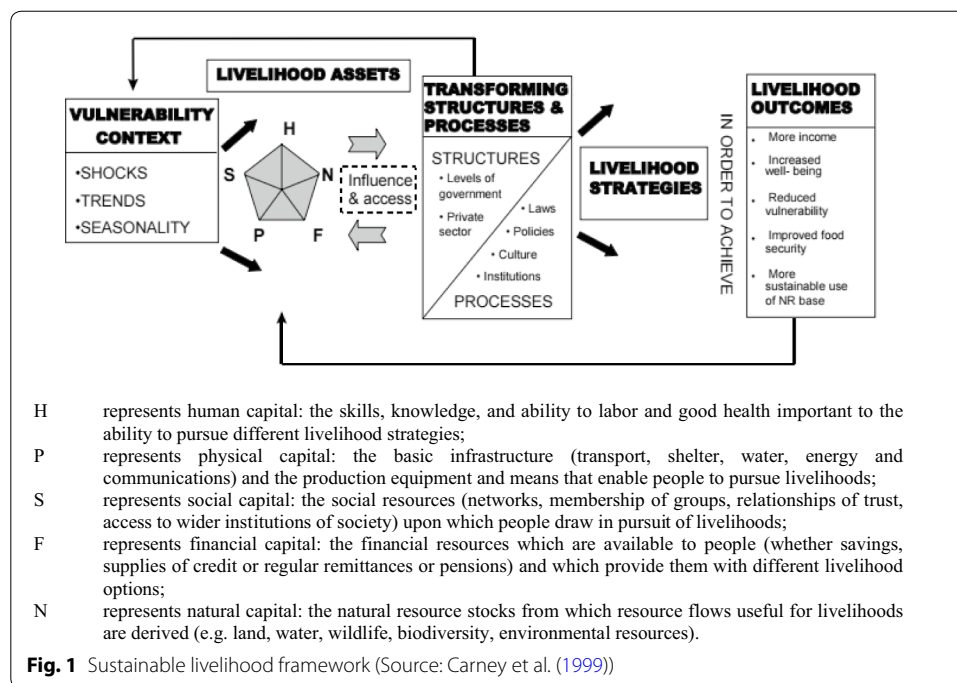 LIVELIHOOD ASSETS
VULNERABILITY
CONTEXT
•SHOCKS
•TRENDS
•SEASONALITY
H
S
N
P
F
Influence
& access
TRANSFORMING
STRUCTURES &
PROCESSES
STRUCTURES
• Levels of
government
• Private
sector
• Laws
• Policies
• Culture
• Institutions
PROCESSES
LIVELIHOOD
STRATEGIES
IN ORDER TO ACHIEVE
LIVELIHOOD
OUTCOMES
• More income
• Increased
well- being
• Reduced
vulnerability
• Improved food
security
• More
sustainable use
of NR base
H represents human capital: the skills, knowledge, and ability to labor and good health important to the
ability to pursue different livelihood strategies;
P represents physical capital: the basic infrastructure (transport, shelter, water, energy and
communications) and the production equipment and means that enable people to pursue livelihoods;
S represents social capital: the social resources (networks, membership of groups, relationships of trust,
access to wider institutions of society) upon which people draw in pursuit of livelihoods;
F represents financial capital: the financial resources which are available to people (whether savings,
supplies of credit or regular remittances or pensions) and which provide them with different livelihood
options;
N represents natural capital: the natural resource stocks from which resource flows useful for livelihoods
are derived (e.g. land, water, wildlife, biodiversity, environmental resources).
Fig. 1 Sustainable livelihood framework (Source: Carney et al. (1999))